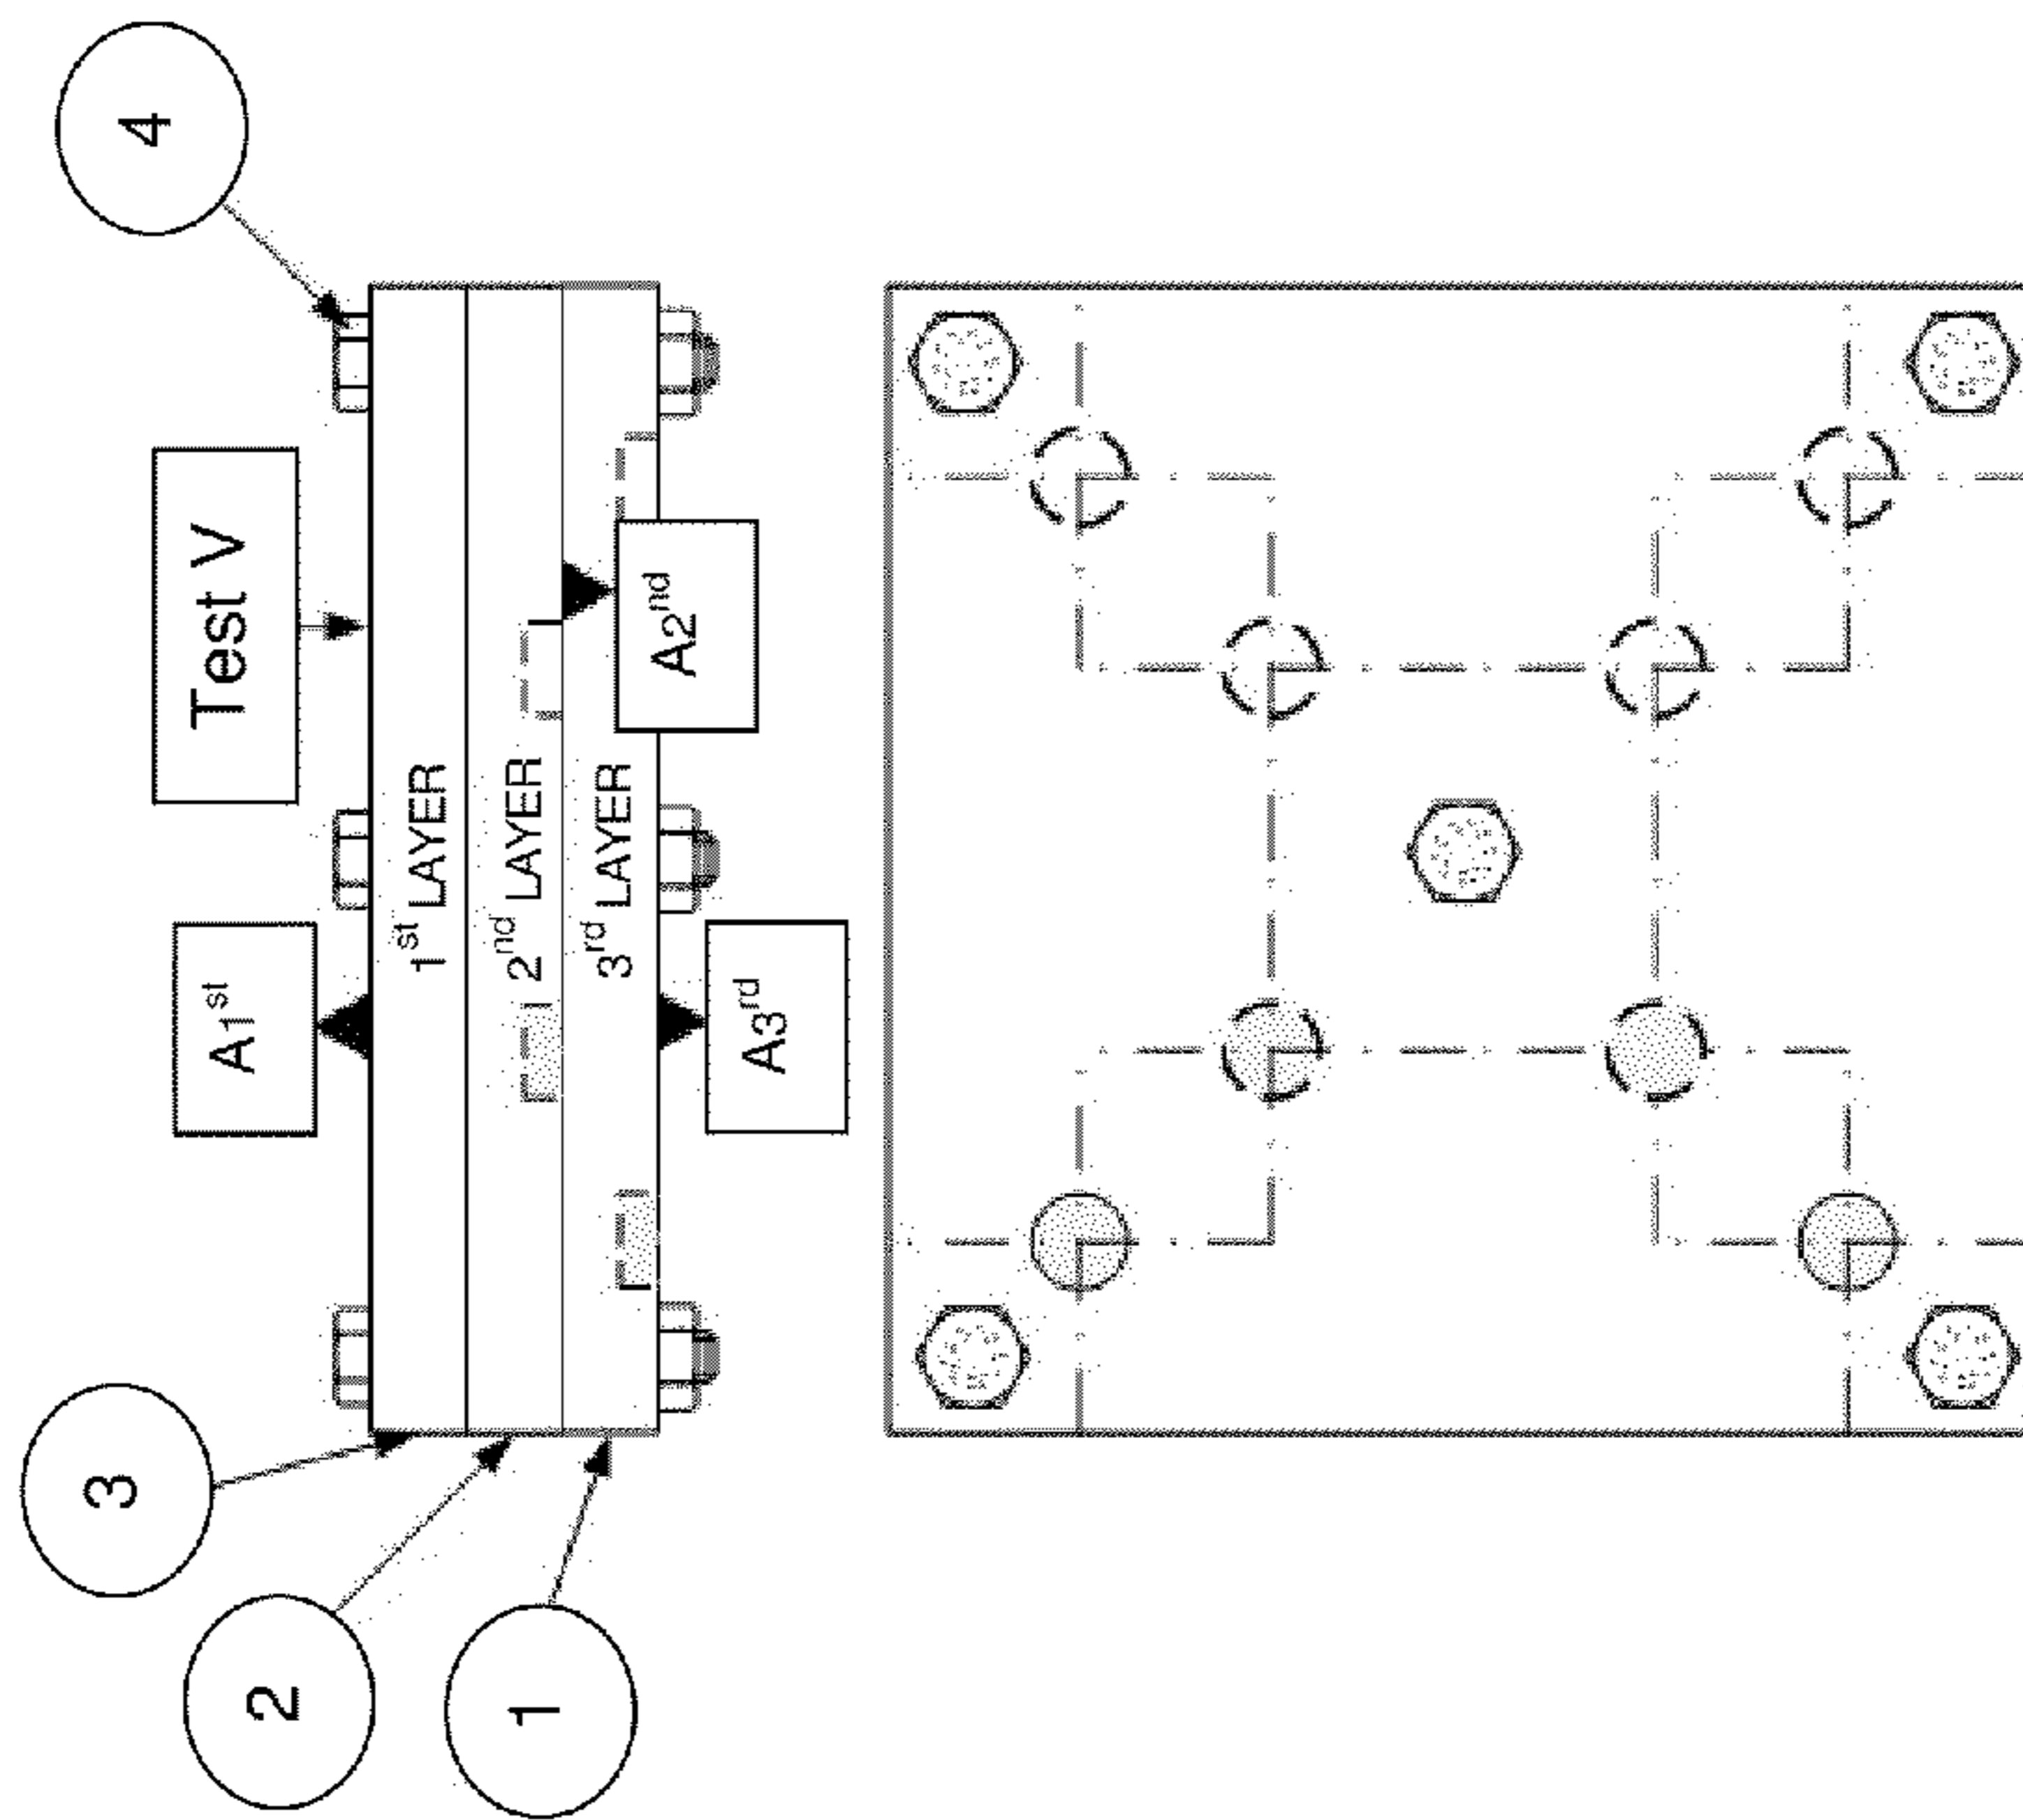 4
Test V
A1st
1st LAYER
2nd LAYER
3rd LAYER
A2nd
A3rd
3
2
1